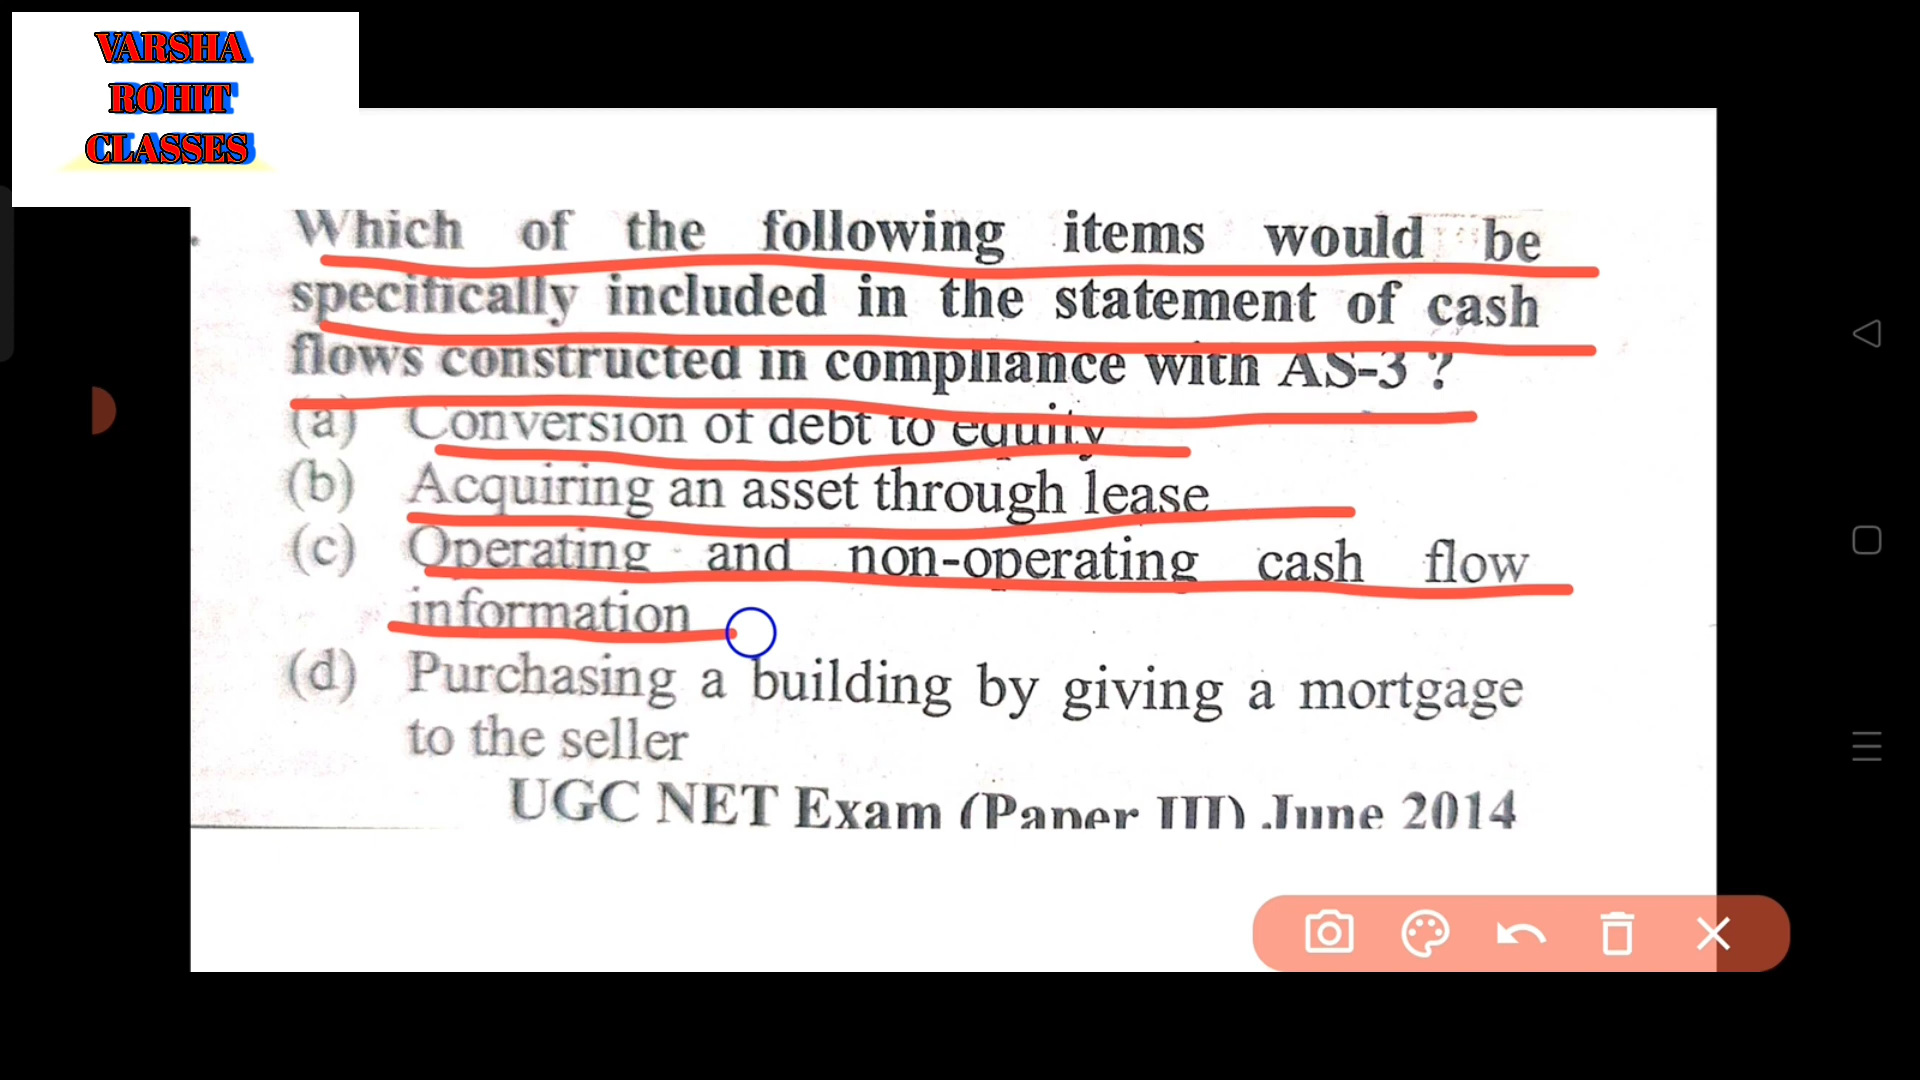 VARSHA
ROHIT
CLASSES
Which of the following items would be
specifically included in the statement of cash
flows constructed in compliance with AS-3 ?
(a) Conversion of debt to equity
(b) Acquiring an asset through lease
(c) Operating and non-operating cash flow
information
(d) Purchasing a building by giving a mortgage
to the seller
UGC NET Exam (Paper III) June 2014